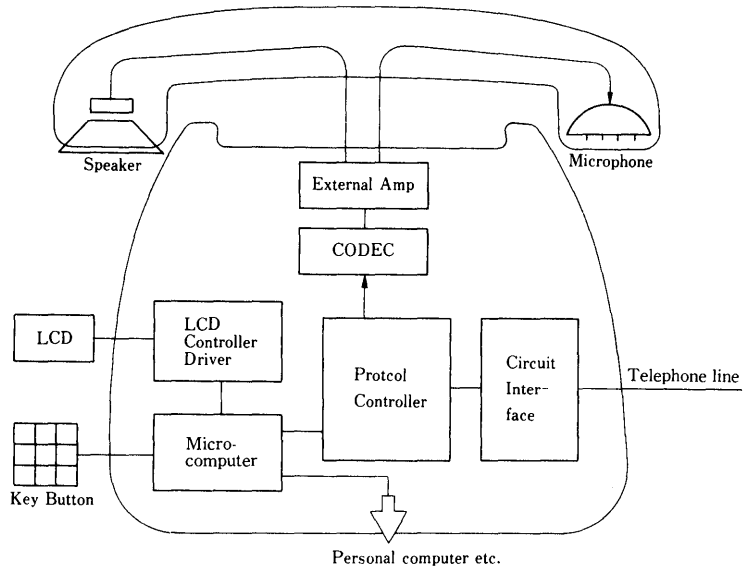 Speaker
Microphone
External Amp
CODEC
LCD
LCD
Controller
Driver
Protcol
Controller
Circuit
Inter-
face
Telephone line
Micro-
computer
Key Button
Personal computer etc.